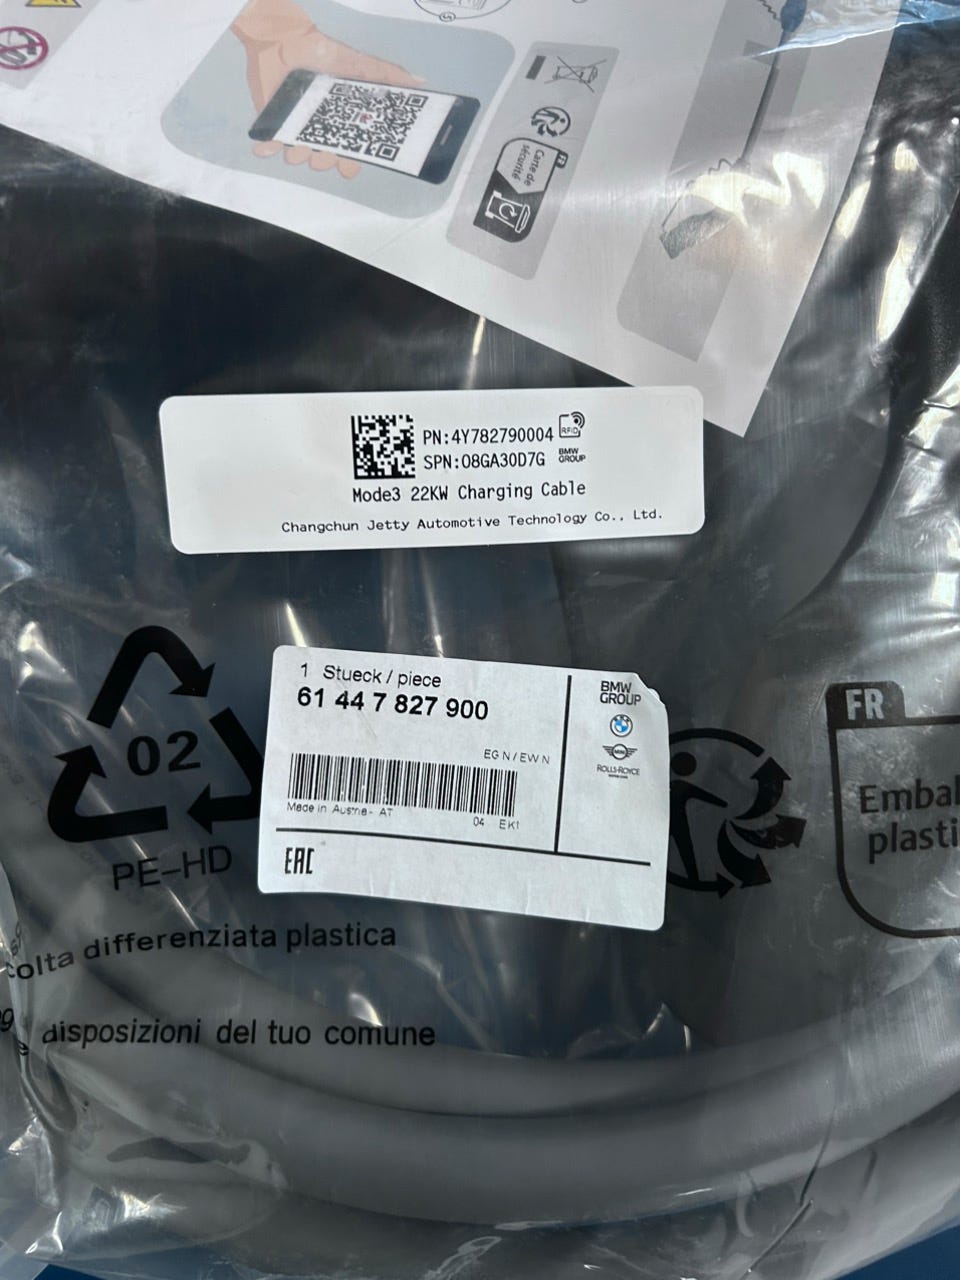 FR
Carte de
sécurité
PN:4Y782790004
RFID
SPN:08GA30D7G
BMW
GROUP
Mode3 22KW Charging Cable
Changchun Jetty Automotive Technology Co., Ltd.
1 Stueck / piece
61 44 7 827 900
EG N / EW N
Made in Austria - AT
04 EK1
EAC
BMW
GROUP
MINI
ROLLS-ROYCE
02
PE-HD
FR
Embal
plasti
colta differenziata plastica
disposizioni del tuo comune